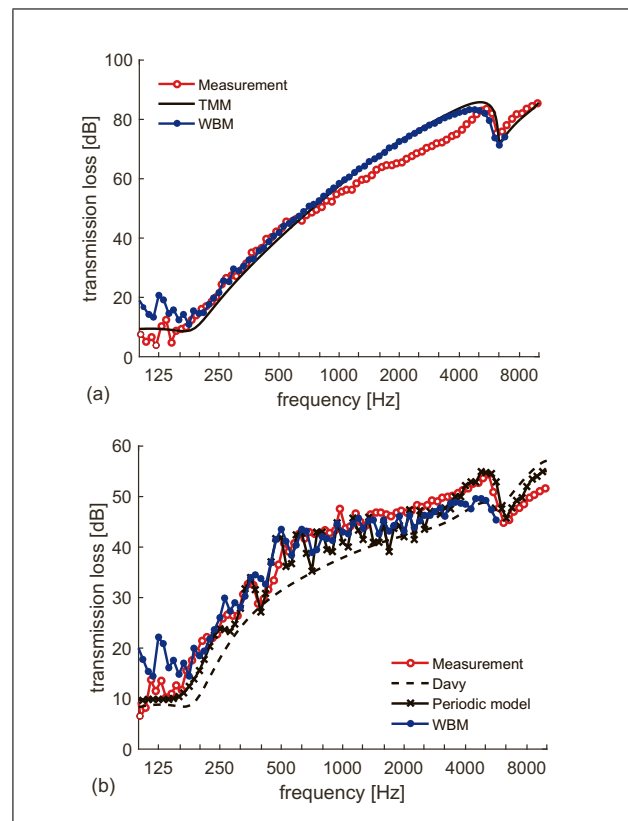 (a)
100
80
60
40
20
0
transmission loss [dB]
Measurement
TMM
WBM
125 250 500 1000 2000 4000 8000
frequency [Hz]
60
50
40
30
20
10
0
transmission loss [dB]
Measurement
Davy
Periodic model
WBM
125 250 500 1000 2000 4000 8000
(b)
frequency [Hz]